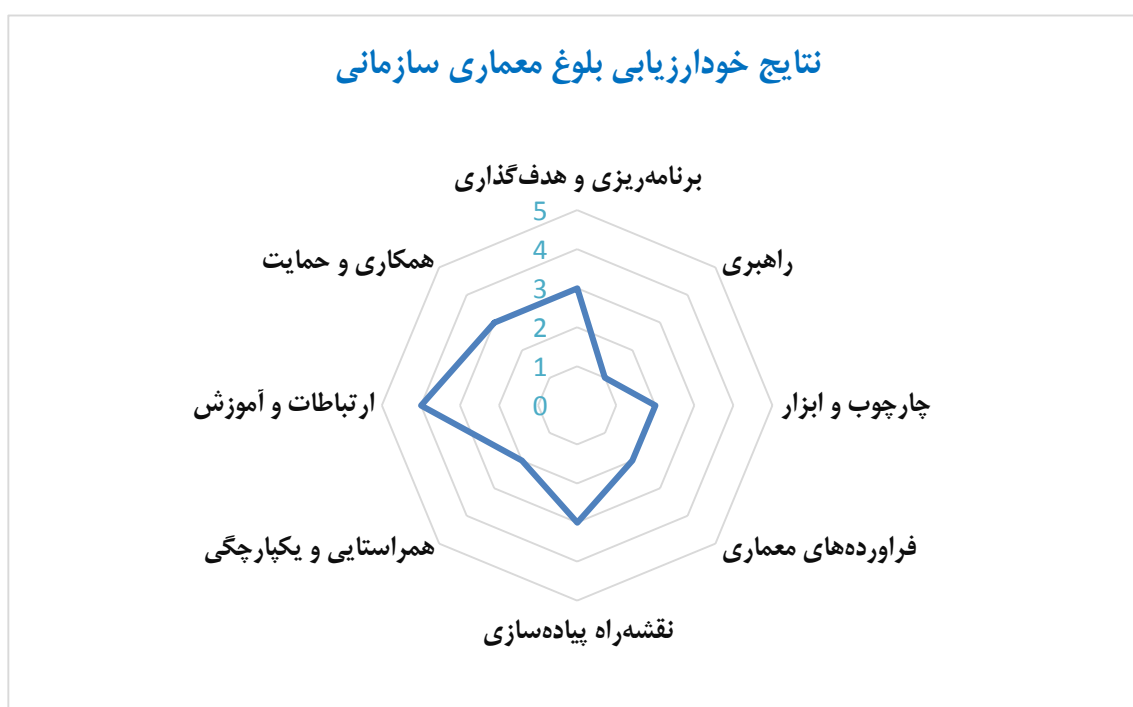 نتایج خودارزیابی بلوغ معماری سازمانی
برنامه‌ریزی و هدف‌گذاری
راهبری
چارچوب و ابزار
فراورده‌های معماری
نقشه‌راه پیاده‌سازی
همراستایی و یکپارچگی
ارتباطات و آموزش
همکاری و حمایت
5
4
3
2
1
0